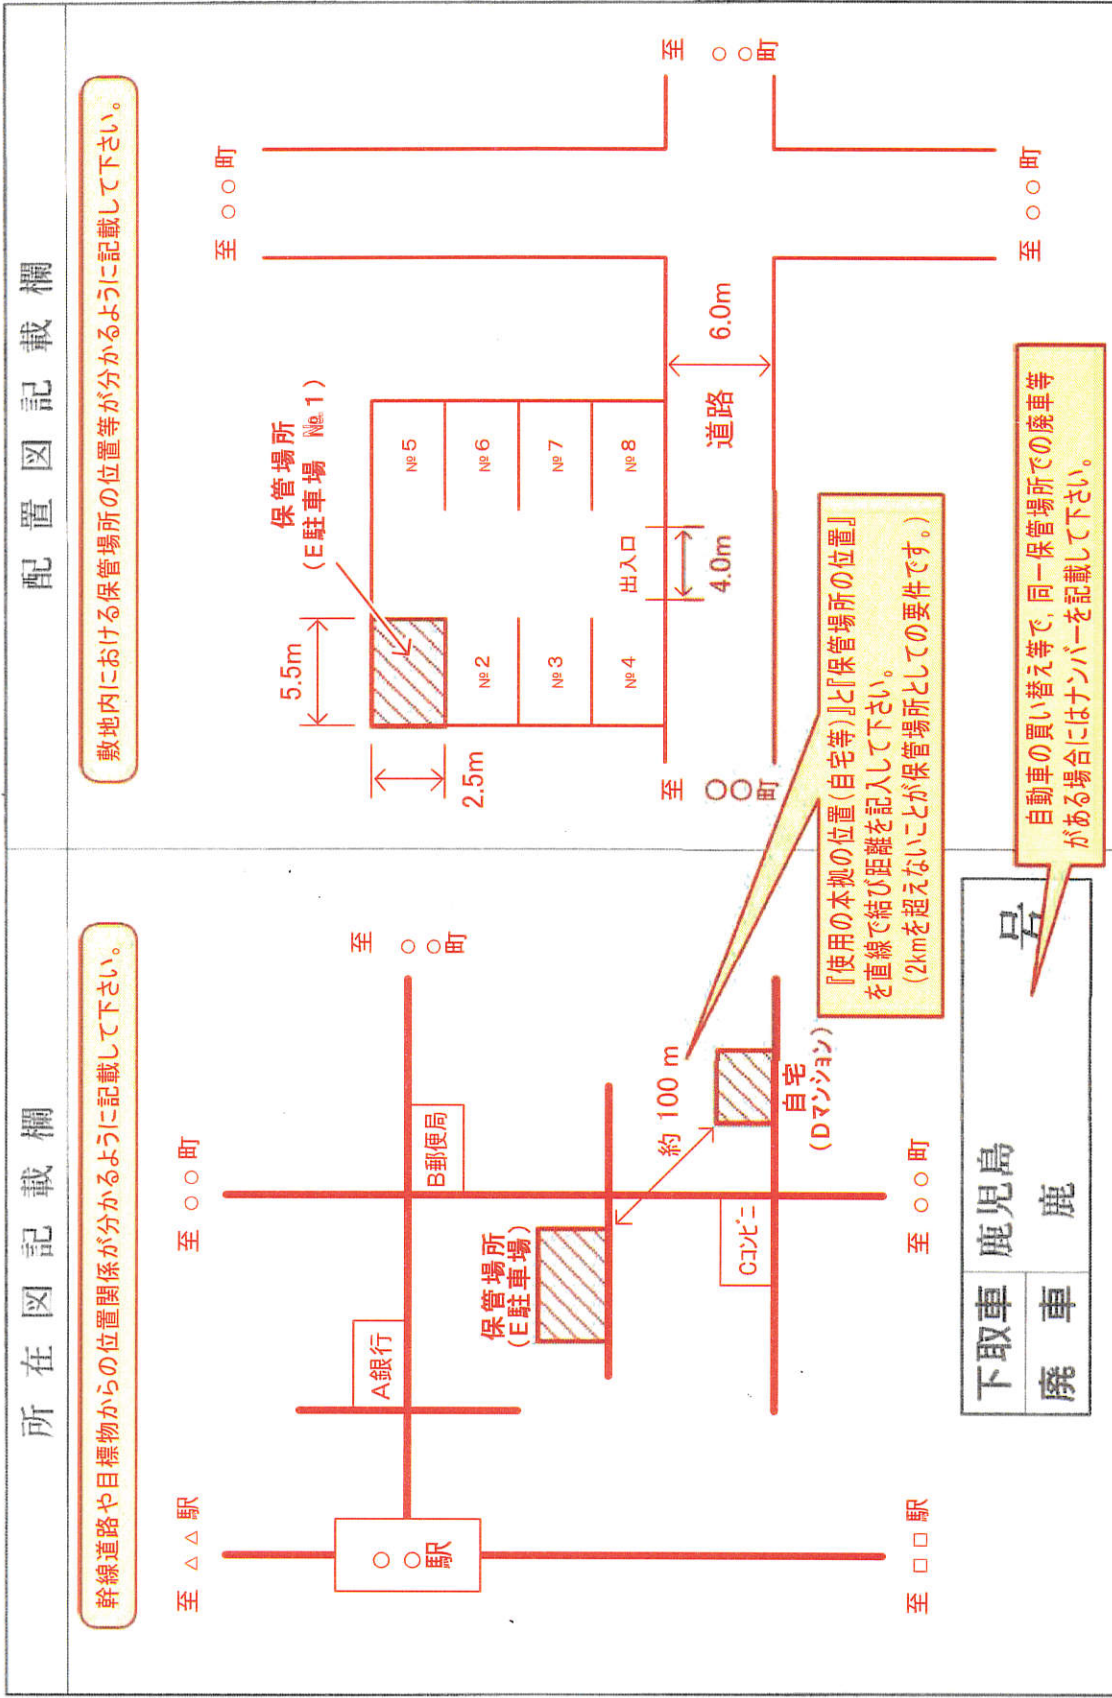 所在図記載欄
幹線道路や目標物からの位置関係が分かるように記載して下さい。
至 △△駅
至 ○○町
○○駅
A銀行
B郵便局
至 ○○町
保管場所
(E駐車場)
約 100 m
Cコンビニ
自宅
(Dマンション)
至 □□駅
至 ○○町
『使用の本拠の位置(自宅等)』と『保管場所の位置』
を直線で結び距離を記入して下さい。
(2kmを超えないことが保管場所としての要件です。)
下取車
廃車
鹿児島
鹿
号
自動車の買い替え等で、同一保管場所での廃車等
がある場合にはナンバーを記載して下さい。
配置図記載欄
敷地内における保管場所の位置等が分かるように記載して下さい。
至 ○○町
5.5m
保管場所
(E駐車場 №1)
2.5m
№5
№2
№6
№3
№7
№4
№8
出入口
4.0m
道路
6.0m
至 ○○町
至 ○○町
至 ○○町